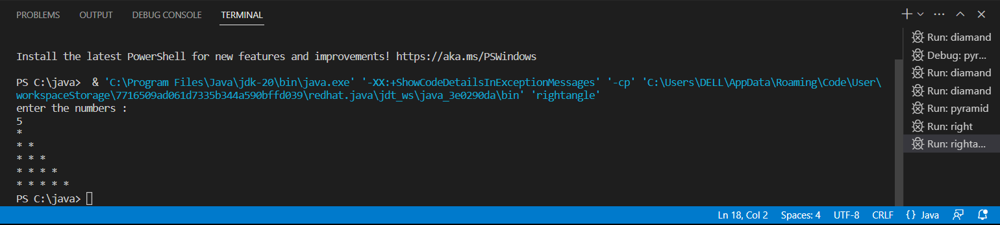 PROBLEMS OUTPUT DEBUG CONSOLE TERMINAL
Install the latest PowerShell for new features and improvements! https://aka.ms/PSWindows
PS C:\java>  & 'C:\Program Files\Java\jdk-20\bin\java.exe' '-XX:+ShowCodeDetailsInExceptionMessages' '-cp' 'C:\Users\DELL\AppData\Roaming\Code\User\
workspaceStorage\7716509ad061d7335b344a590bffd039\redhat.java\jdt_ws\java_3e0290da\bin' 'rightangle'
enter the numbers :
5
*
* *
* * *
* * * *
* * * * *
PS C:\java>
Run: diamand
Debug: pyr...
Run: diamand
Run: diamand
Run: pyramid
Run: right
Run: righta...
Ln 18, Col 2 Spaces: 4 UTF-8 CRLF {} Java